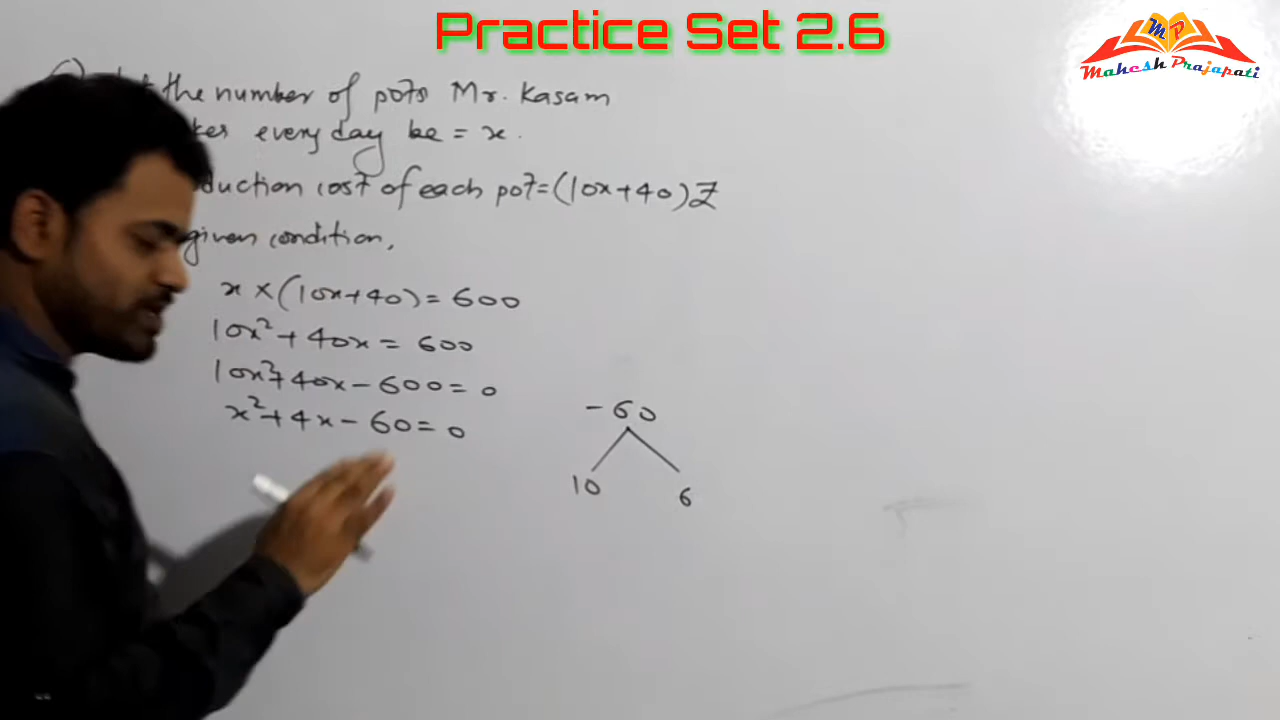 Practice Set 2.6
MP
Mahesh Prajapati
the number of pots Mr. Kasam
every day be = x.
of each pot = (10x+40)₹
given condition,
x × (10x+40) = 600
10x² + 40x = 600
10x² + 40x - 600 = 0
x² + 4x - 60 = 0
-60
10 6